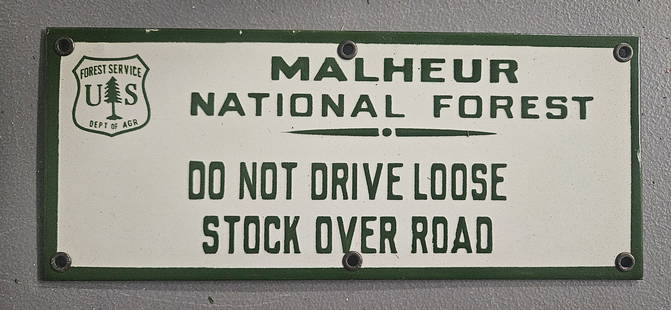 FOREST SERVICE
U S
DEPT OF AGR
MALHEUR
NATIONAL FOREST
DO NOT DRIVE LOOSE
STOCK OVER ROAD